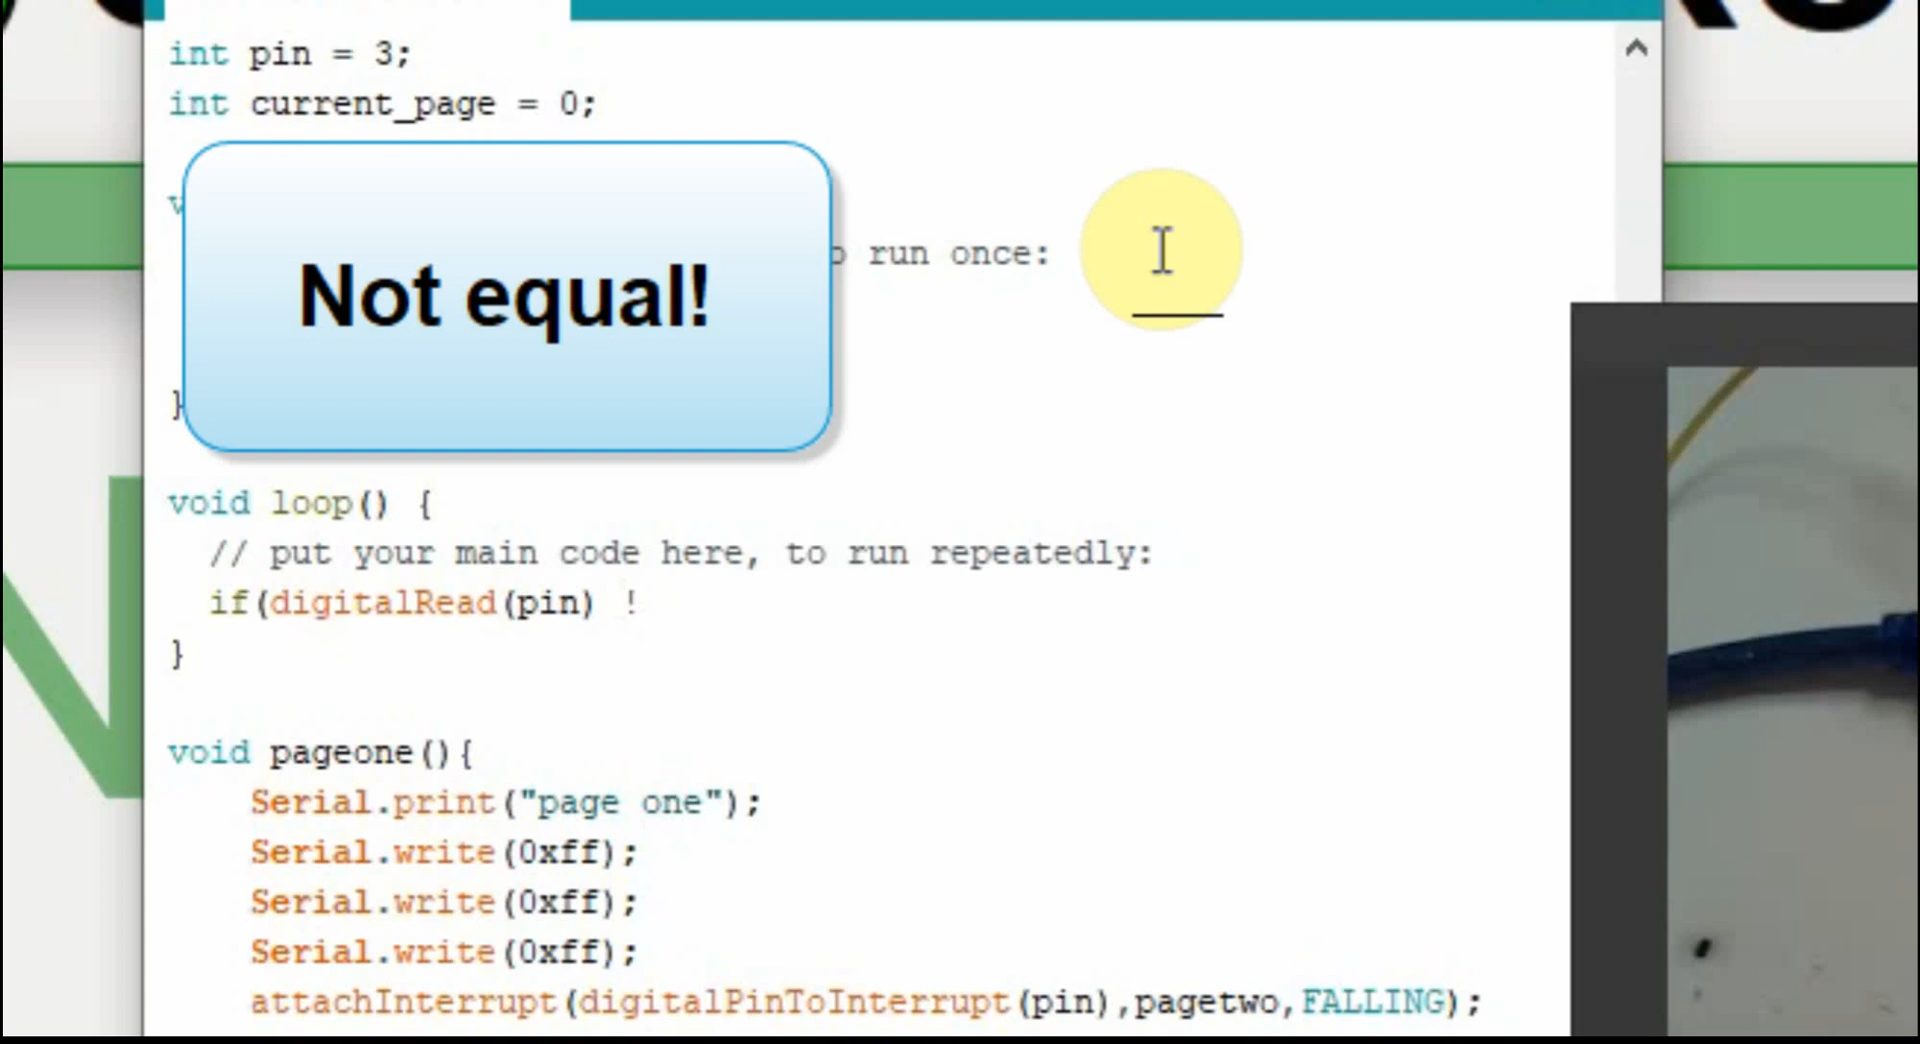 int pin = 3;
int current_page = 0;
run once:
Not equal!
}
void loop() {
// put your main code here, to run repeatedly:
if(digitalRead(pin) !
}
void pageone(){
Serial.print("page one");
Serial.write(0xff);
Serial.write(0xff);
Serial.write(0xff);
attachInterrupt(digitalPinToInterrupt(pin),pagetwo,FALLING);